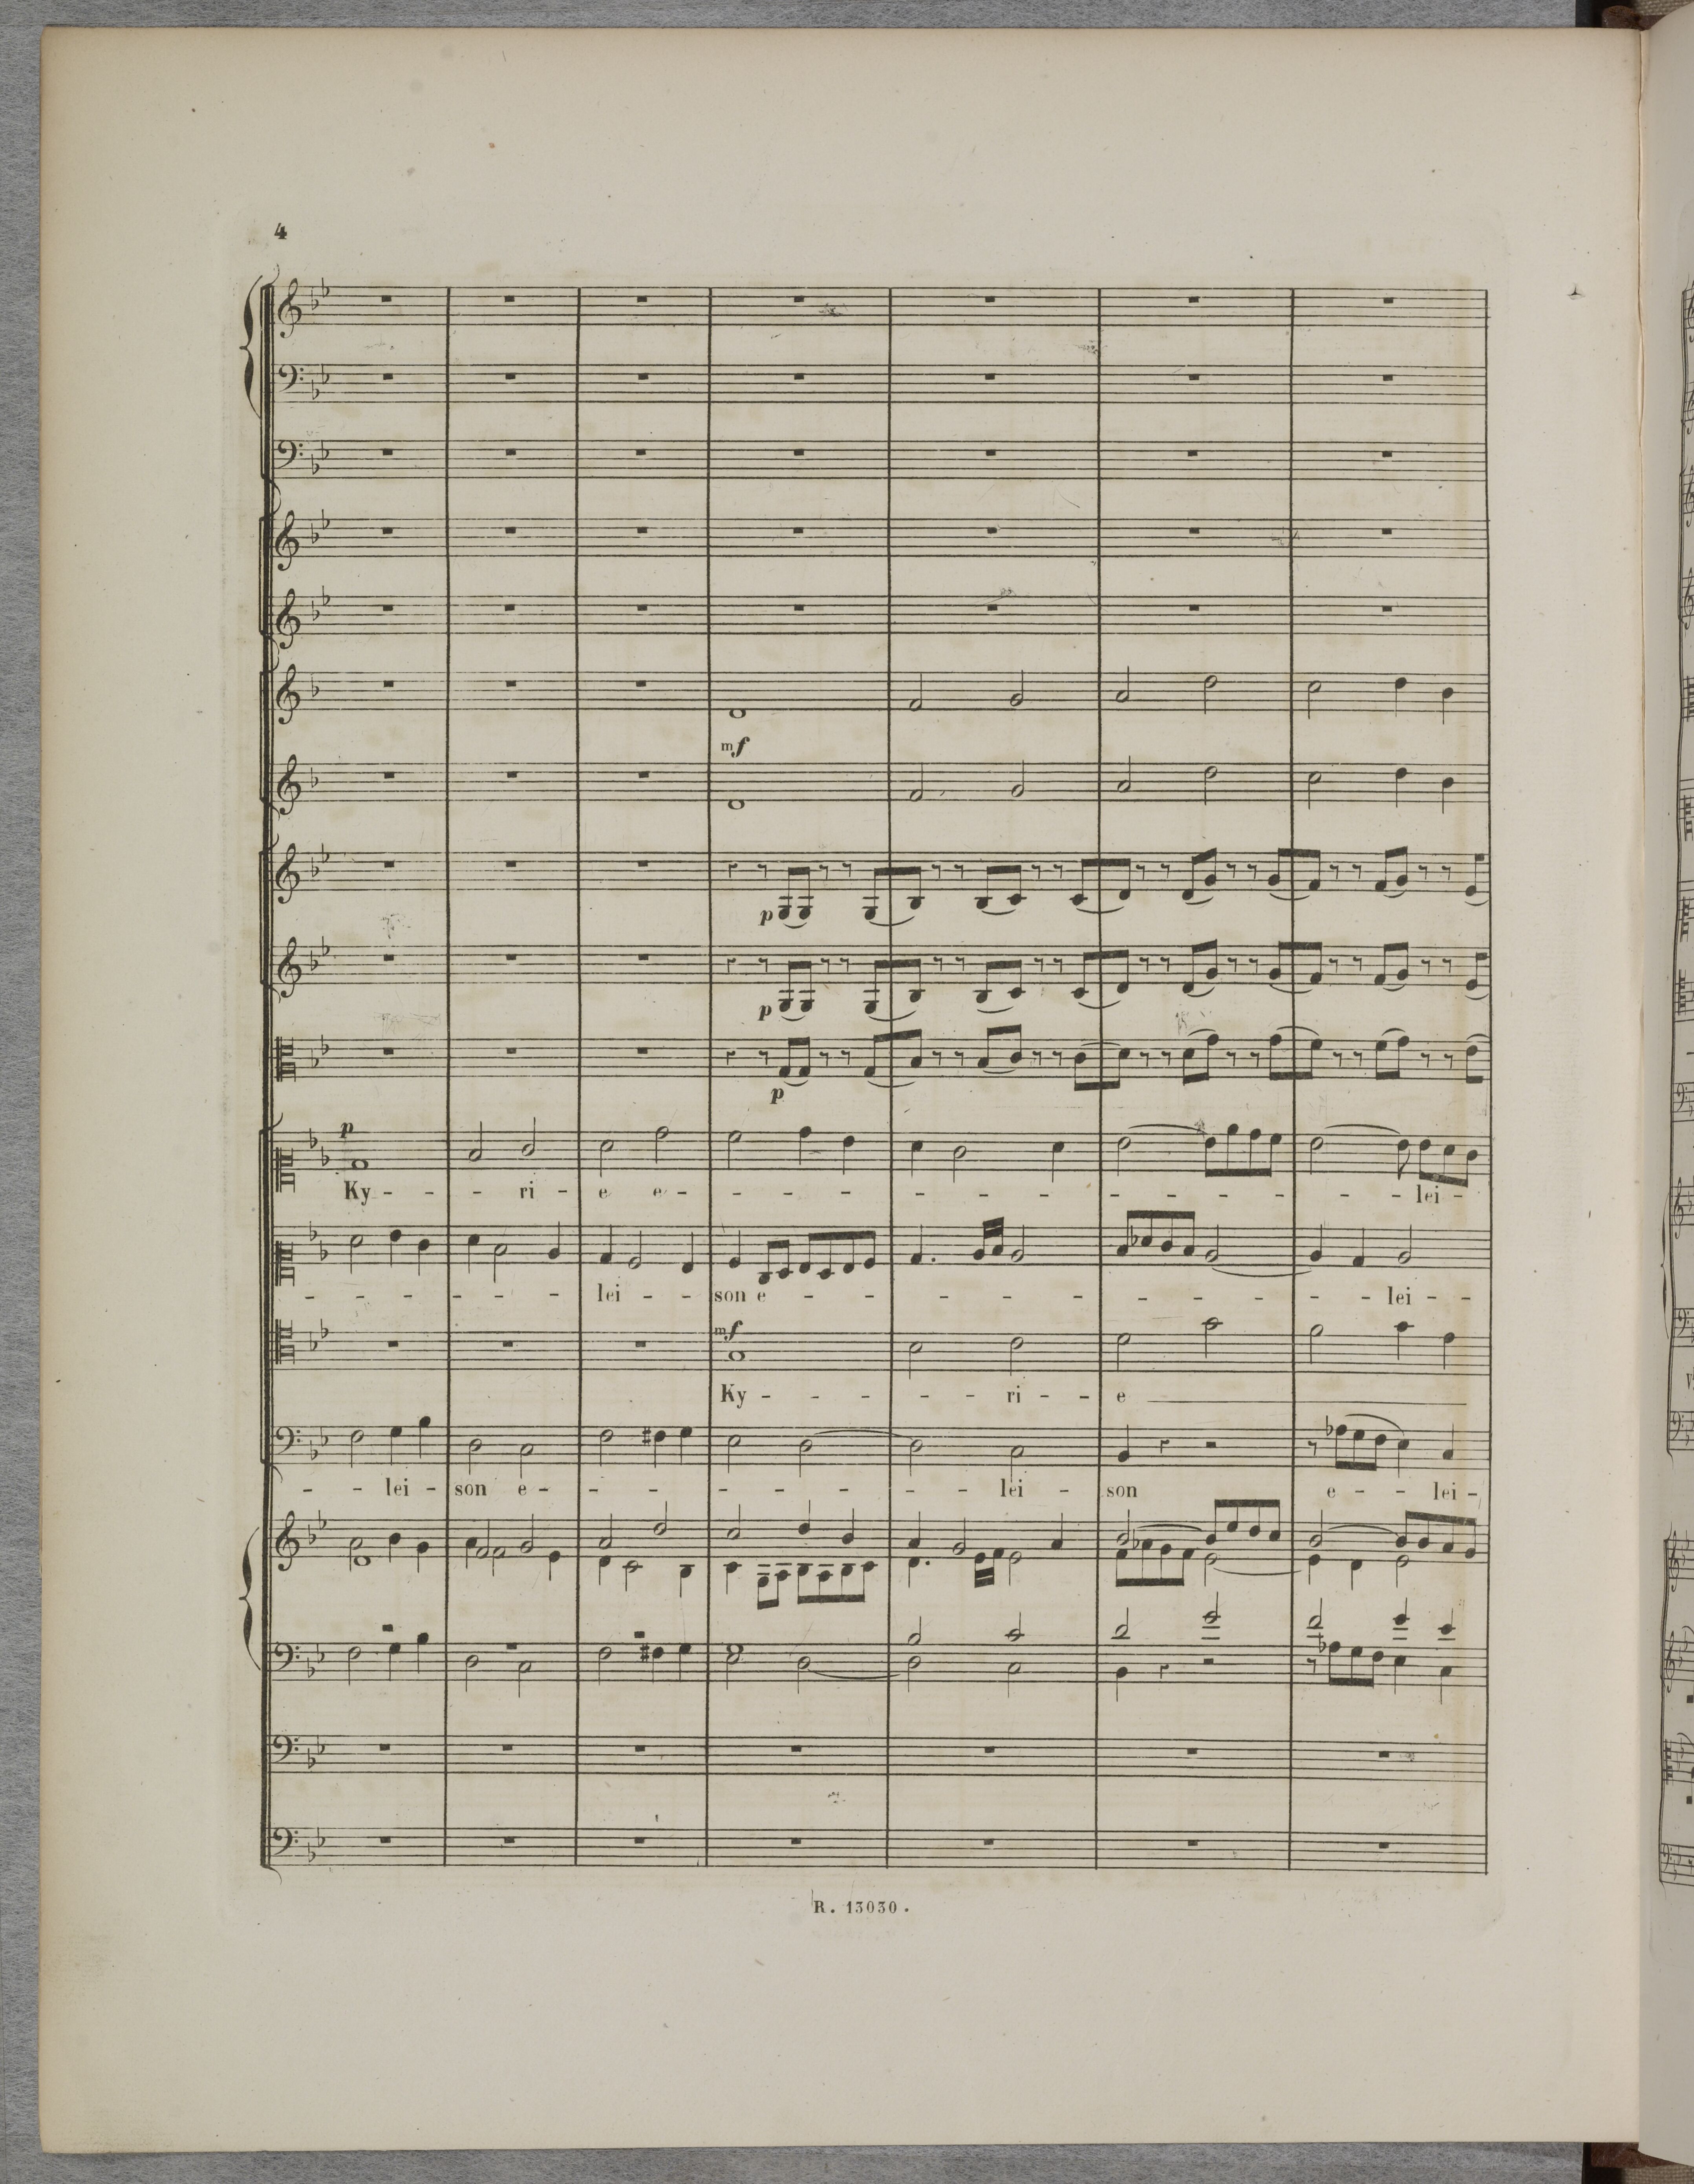 4
mf
p
p
p
p
Ky - - - ri - e e - - - - - - - - - - - - - lei -
- - - - - - lei - - son e - - - - - - - - - - lei - -
mf
Ky - - - - - ri - - e
- - lei - son e - - - - - - - - lei - son e - - lei -
R. 13030.